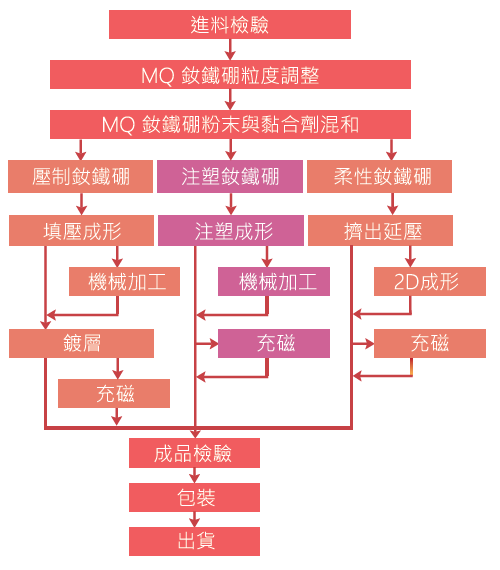 進料檢驗
MQ 釹鐵硼粒度調整
MQ 釹鐵硼粉末與黏合劑混和
壓制釹鐵硼
注塑釹鐵硼
柔性釹鐵硼
填壓成形
注塑成形
擠出延壓
機械加工
機械加工
2D成形
鍍層
充磁
充磁
充磁
成品檢驗
包裝
出貨